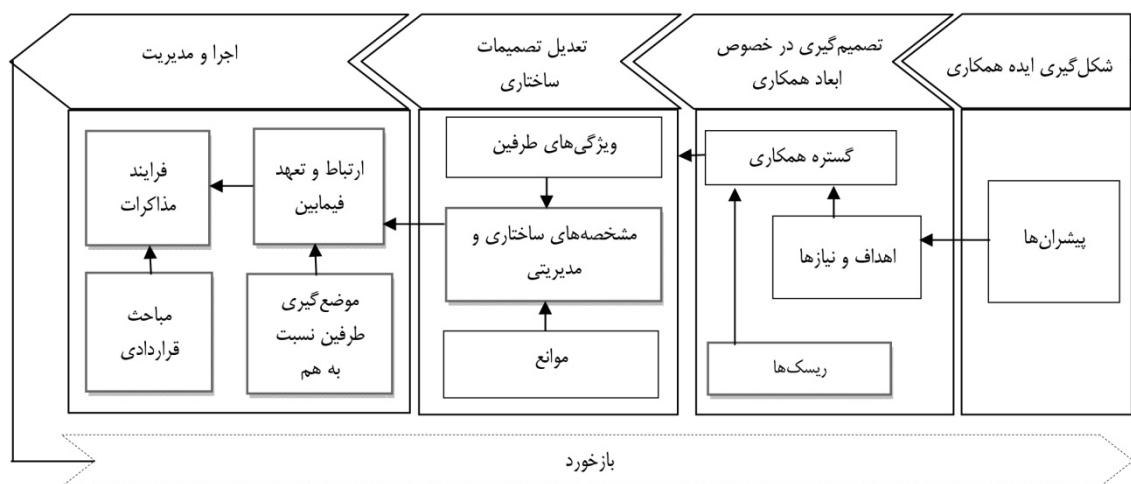 شکل‌گیری ایده همکاری
تصمیم‌گیری در خصوص
ابعاد همکاری
تعدیل تصمیمات
ساختاری
اجرا و مدیریت
پیشران‌ها
گستره همکاری
اهداف و نیازها
ریسک‌ها
ویژگی‌های طرفین
مشخصه‌های ساختاری و
مدیریتی
موانع
ارتباط و تعهد
فیمابین
موضع‌گیری
طرفین نسبت
به هم
فرایند
مذاکرات
مباحث
قراردادی
بازخورد